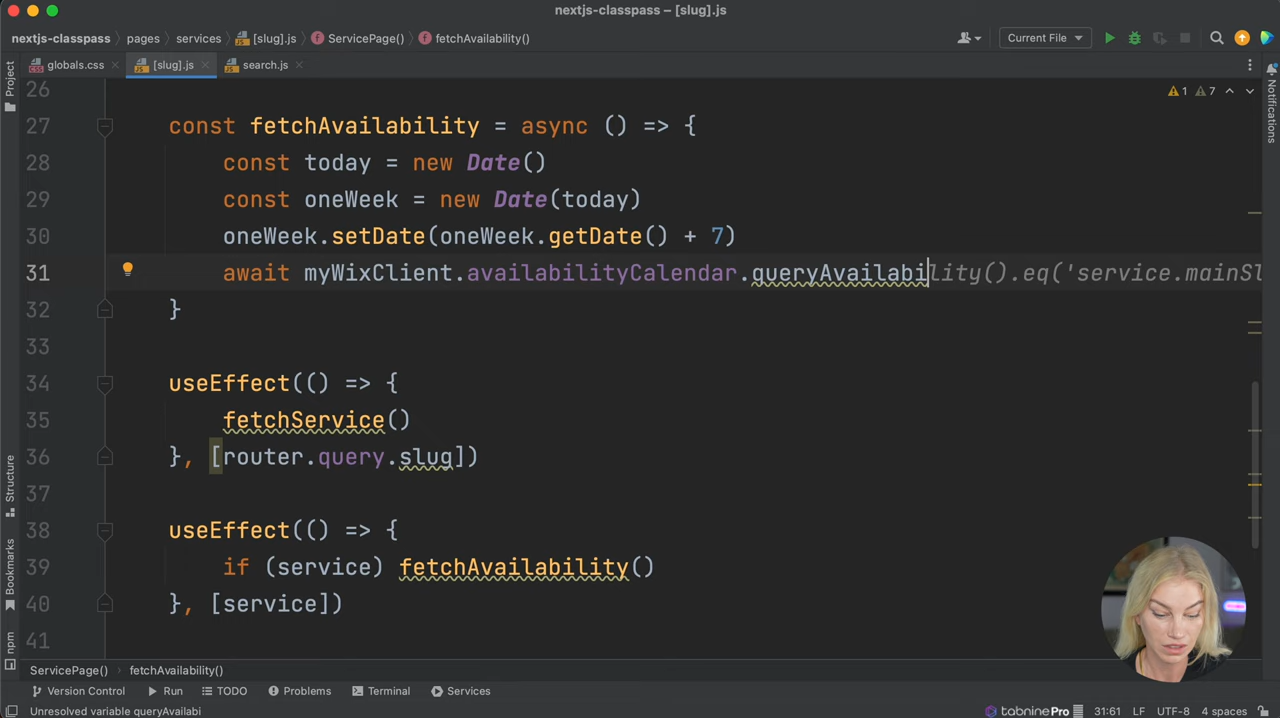 nextjs-classpass – [slug].js
nextjs-classpass pages services [slug].js ServicePage() fetchAvailability() Current File
globals.css [slug].js search.js
Project
Notifications
Structure
Bookmarks
npm
1 7
26
27 const fetchAvailability = async () => {
28 const today = new Date()
29 const oneWeek = new Date(today)
30 oneWeek.setDate(oneWeek.getDate() + 7)
31 await myWixClient.availabilityCalendar.queryAvailability().eq('service.mainSl
32 }
33
34 useEffect(() => {
35 fetchService()
36 }, [router.query.slug])
37
38 useEffect(() => {
39 if (service) fetchAvailability()
40 }, [service])
41
ServicePage() fetchAvailability()
Version Control Run TODO Problems Terminal Services
Unresolved variable queryAvailabi tabnine Pro 31:61 LF UTF-8 4 spaces